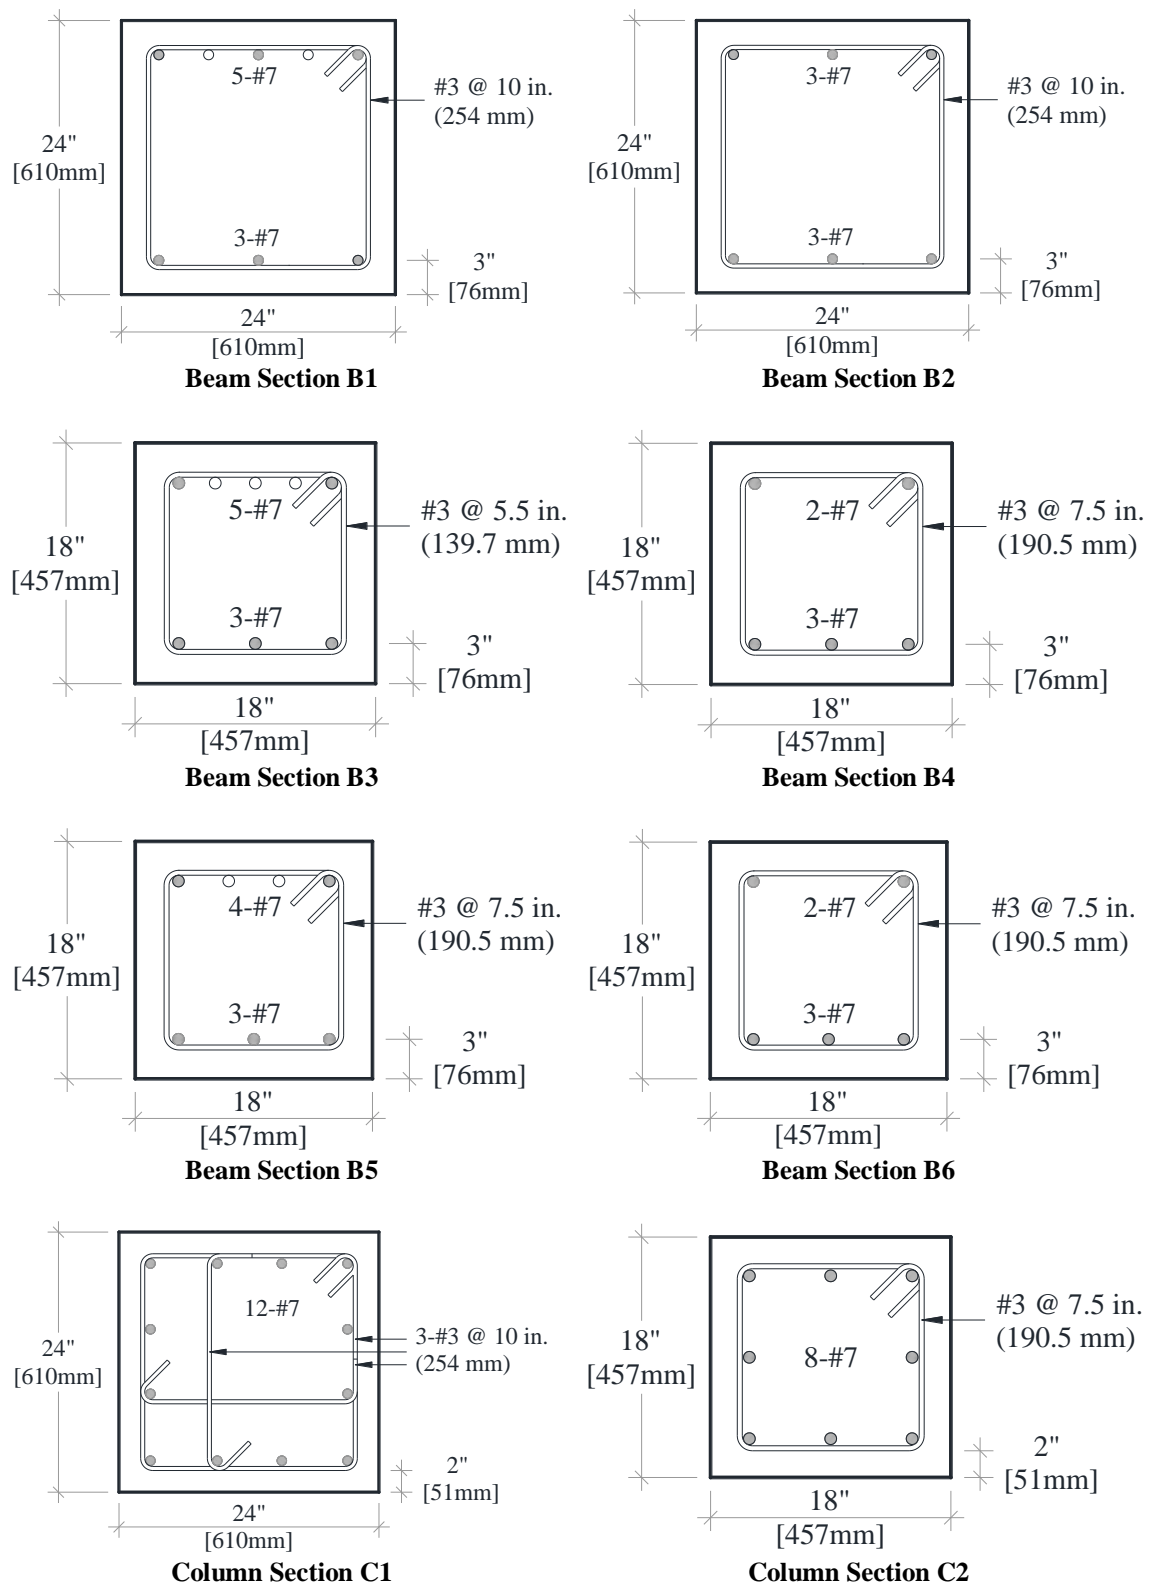 5-#7
#3 @ 10 in.
(254 mm)
24"
[610mm]
3-#7
3"
[76mm]
24"
[610mm]
Beam Section B1
3-#7
#3 @ 10 in.
(254 mm)
24"
[610mm]
3-#7
3"
[76mm]
24"
[610mm]
Beam Section B2
5-#7
#3 @ 5.5 in.
(139.7 mm)
18"
[457mm]
3-#7
3"
[76mm]
18"
[457mm]
Beam Section B3
2-#7
#3 @ 7.5 in.
(190.5 mm)
18"
[457mm]
3-#7
3"
[76mm]
18"
[457mm]
Beam Section B4
4-#7
#3 @ 7.5 in.
(190.5 mm)
18"
[457mm]
3-#7
3"
[76mm]
18"
[457mm]
Beam Section B5
2-#7
#3 @ 7.5 in.
(190.5 mm)
18"
[457mm]
3-#7
3"
[76mm]
18"
[457mm]
Beam Section B6
12-#7
3-#3 @ 10 in.
(254 mm)
24"
[610mm]
2"
[51mm]
24"
[610mm]
Column Section C1
#3 @ 7.5 in.
(190.5 mm)
18"
[457mm]
8-#7
2"
[51mm]
18"
[457mm]
Column Section C2